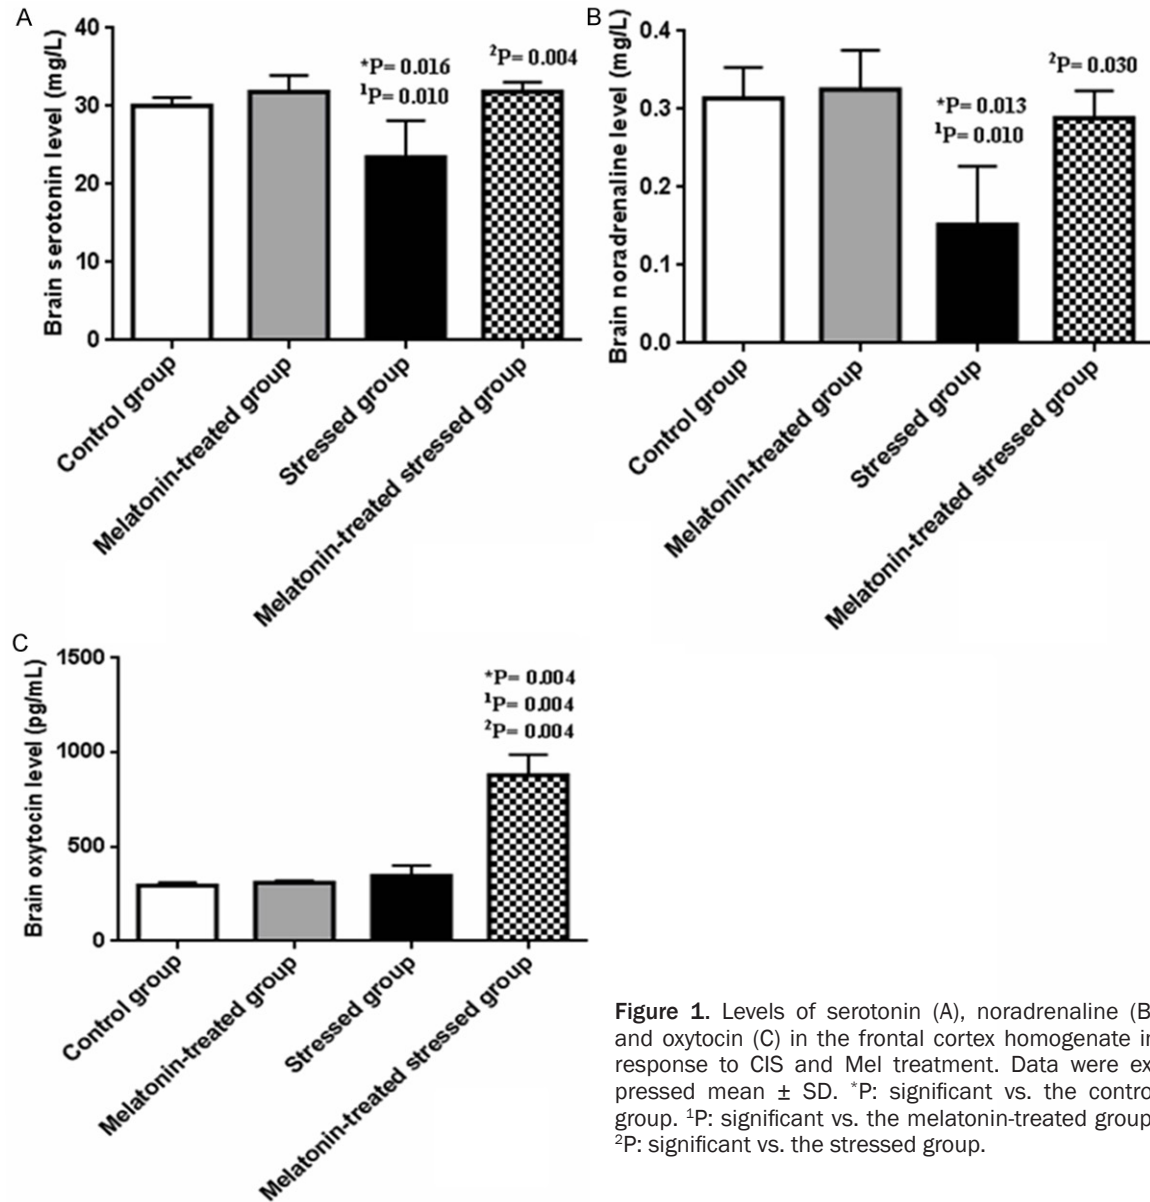 A
Brain serotonin level (mg/L)
40
30
20
10
0
*P= 0.016
¹P= 0.010
²P= 0.004
Control group
Melatonin-treated group
Stressed group
Melatonin-treated stressed group
B
Brain noradrenaline level (mg/L)
0.4
0.3
0.2
0.1
0.0
*P= 0.013
¹P= 0.010
²P= 0.030
Control group
Melatonin-treated group
Stressed group
Melatonin-treated stressed group
C
Brain oxytocin level (pg/mL)
1500
1000
500
0
*P= 0.004
¹P= 0.004
²P= 0.004
Control group
Melatonin-treated group
Stressed group
Melatonin-treated stressed group
Figure 1. Levels of serotonin (A), noradrenaline (B
and oxytocin (C) in the frontal cortex homogenate in
response to CIS and Mel treatment. Data were ex
pressed mean ± SD. *P: significant vs. the contro
group. ¹P: significant vs. the melatonin-treated group
²P: significant vs. the stressed group.